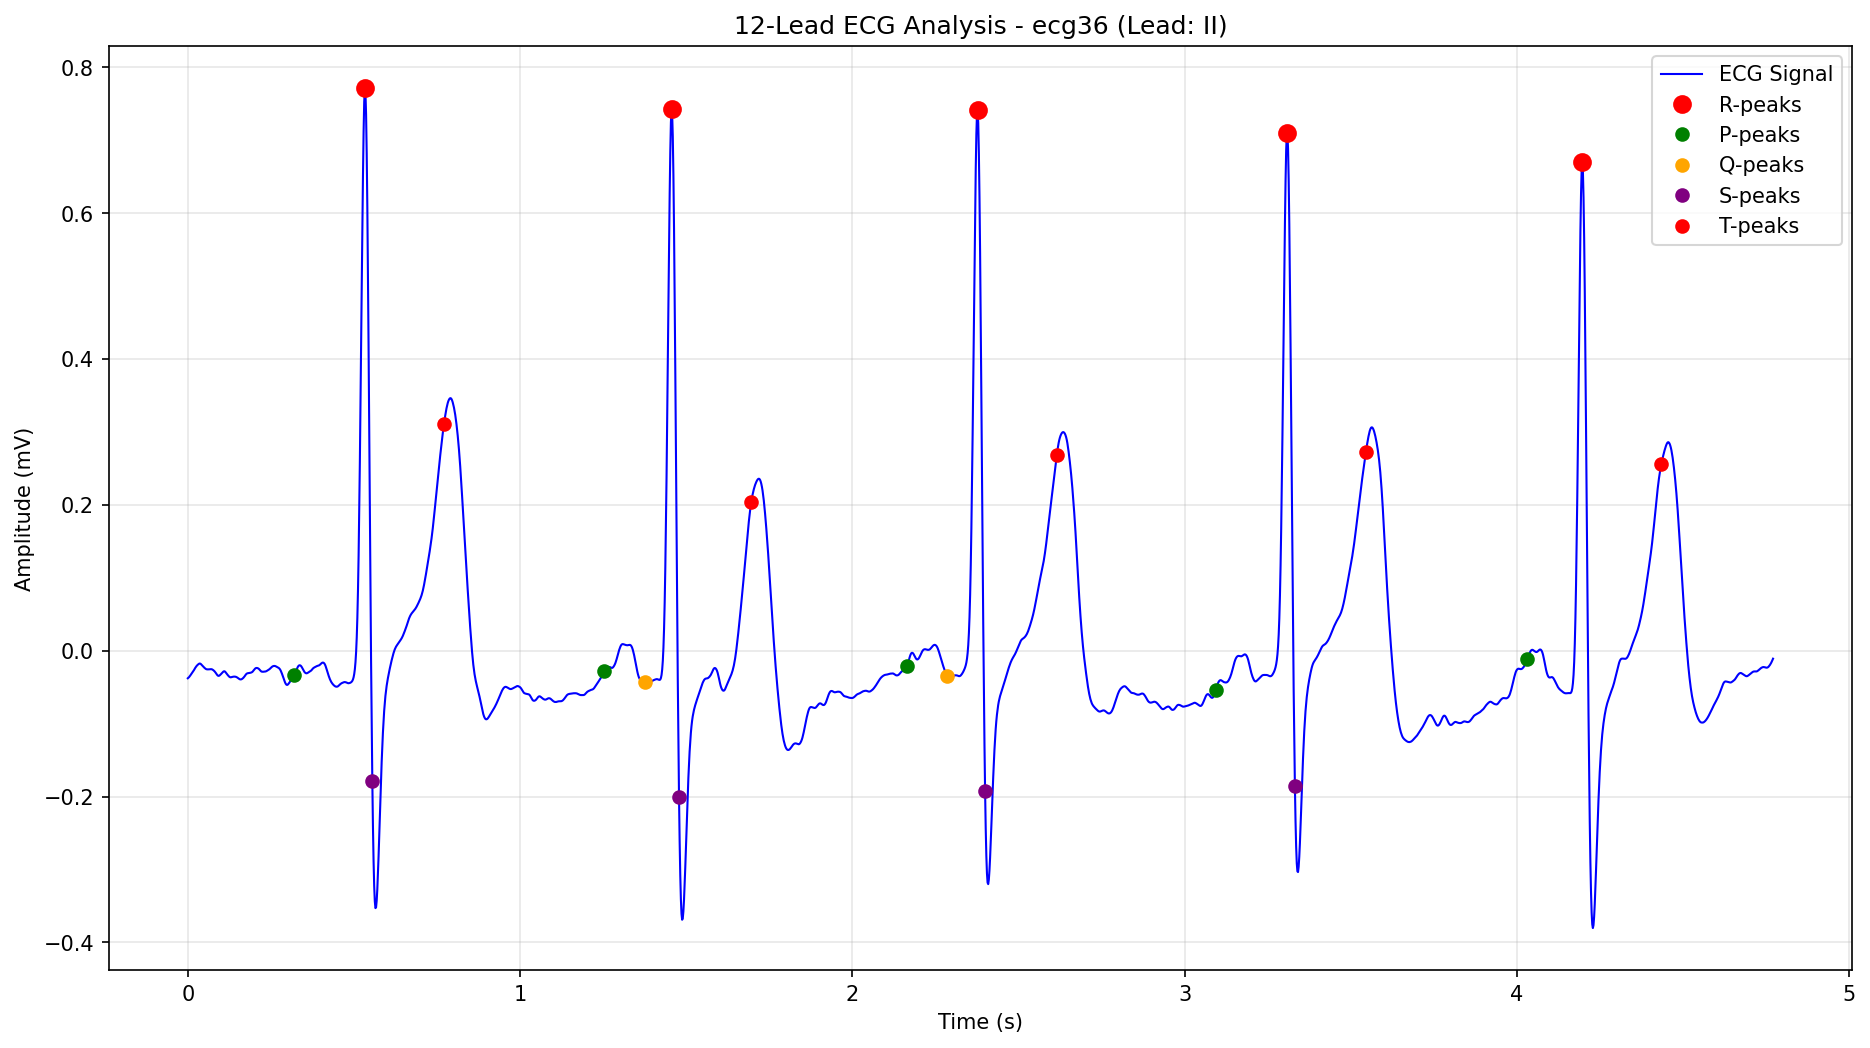 12-Lead ECG Analysis - ecg36 (Lead: II)
ECG Signal
R-peaks
P-peaks
Q-peaks
S-peaks
T-peaks
Amplitude (mV)
0.8
0.6
0.4
0.2
0.0
−0.2
−0.4
0 1 2 3 4 5
Time (s)